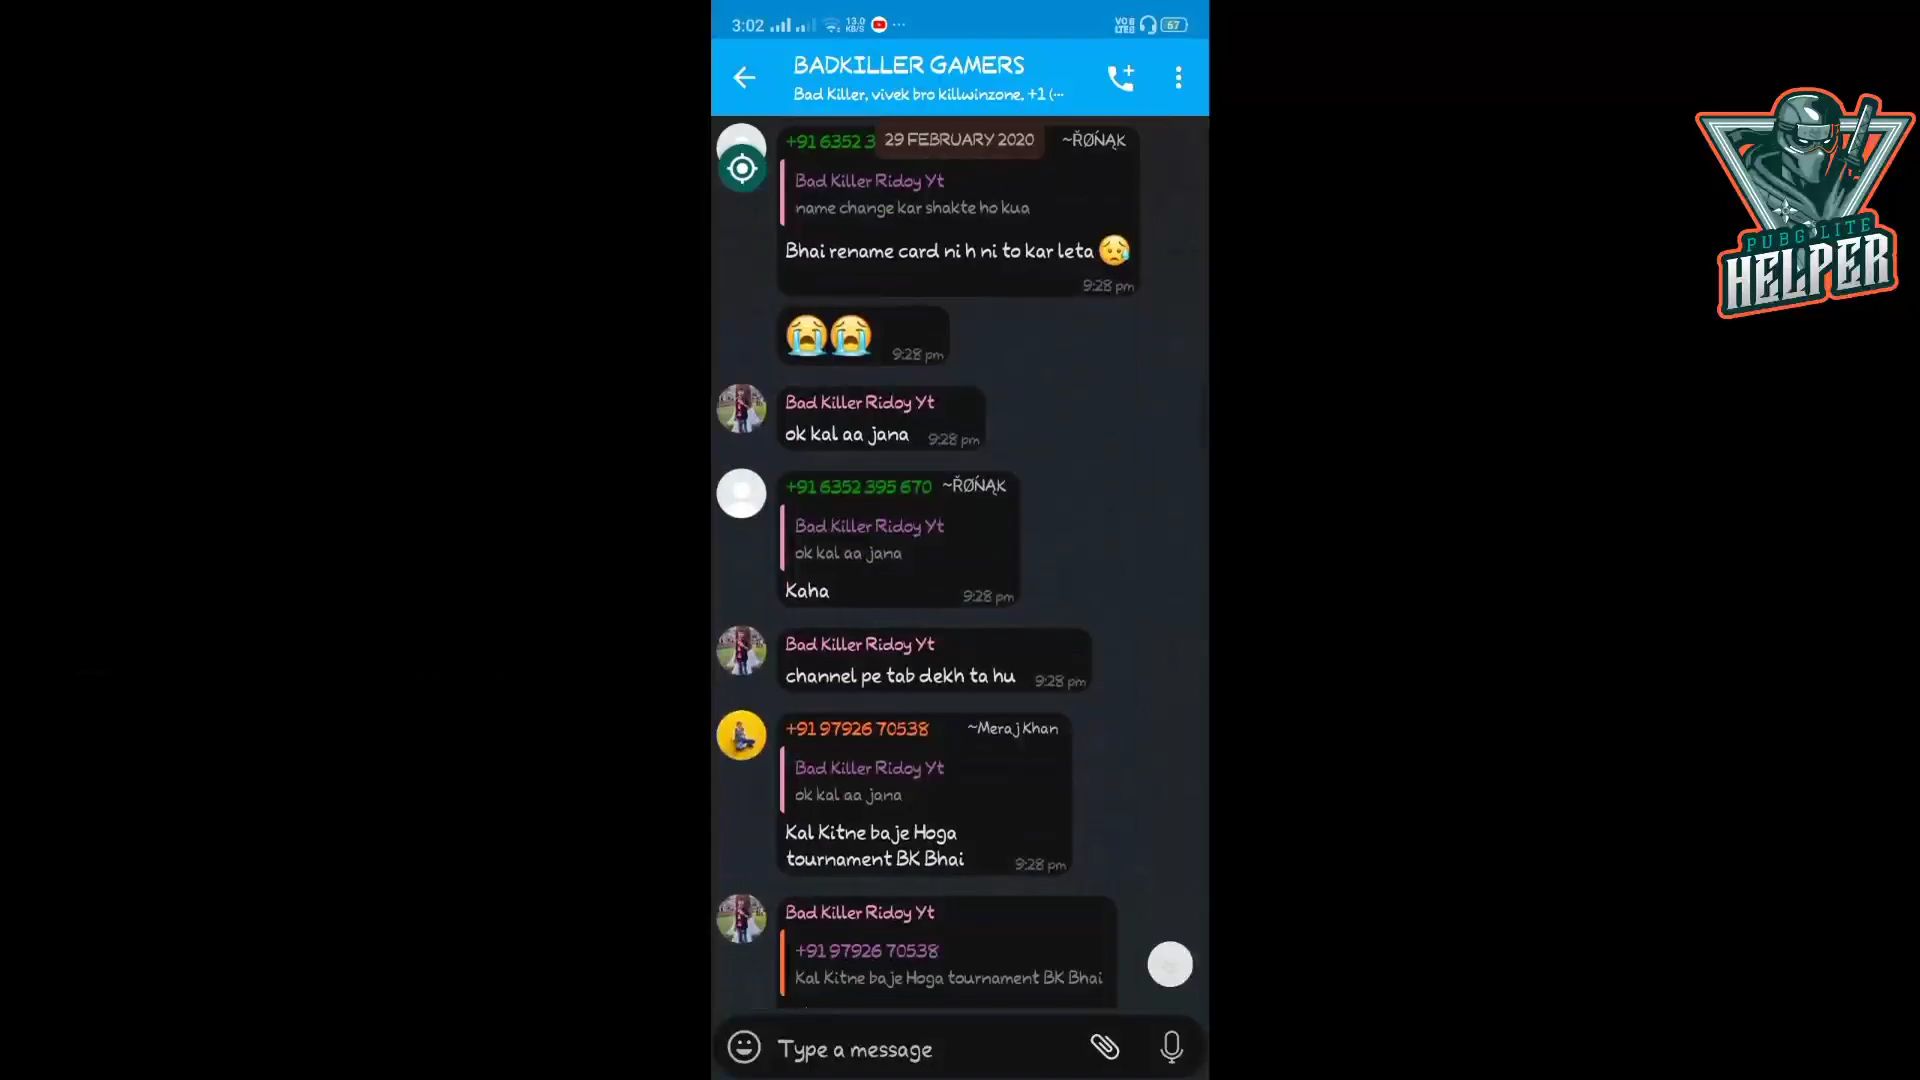 3:02
13.0
KB/S
VO
LTE
67
BADKILLER GAMERS
Bad Killer, vivek bro killwinzone, +1 (...
29 FEBRUARY 2020
+91 6352 3
~ŘØŃĄK
Bad Killer Ridoy Yt
name change kar shakte ho kua
Bhai rename card ni h ni to kar leta 😥
9:28 pm
😭😭
9:28 pm
Bad Killer Ridoy Yt
ok kal aa jana 9:28 pm
+91 6352 395 670 ~ŘØŃĄK
Bad Killer Ridoy Yt
ok kal aa jana
Kaha 9:28 pm
Bad Killer Ridoy Yt
channel pe tab dekh ta hu 9:28 pm
+91 97926 70538 ~Meraj Khan
Bad Killer Ridoy Yt
ok kal aa jana
Kal Kitne baje Hoga
tournament BK Bhai 9:28 pm
Bad Killer Ridoy Yt
+91 97926 70538
Kal Kitne baje Hoga tournament BK Bhai
Type a message
PUBG LITE
HELPER